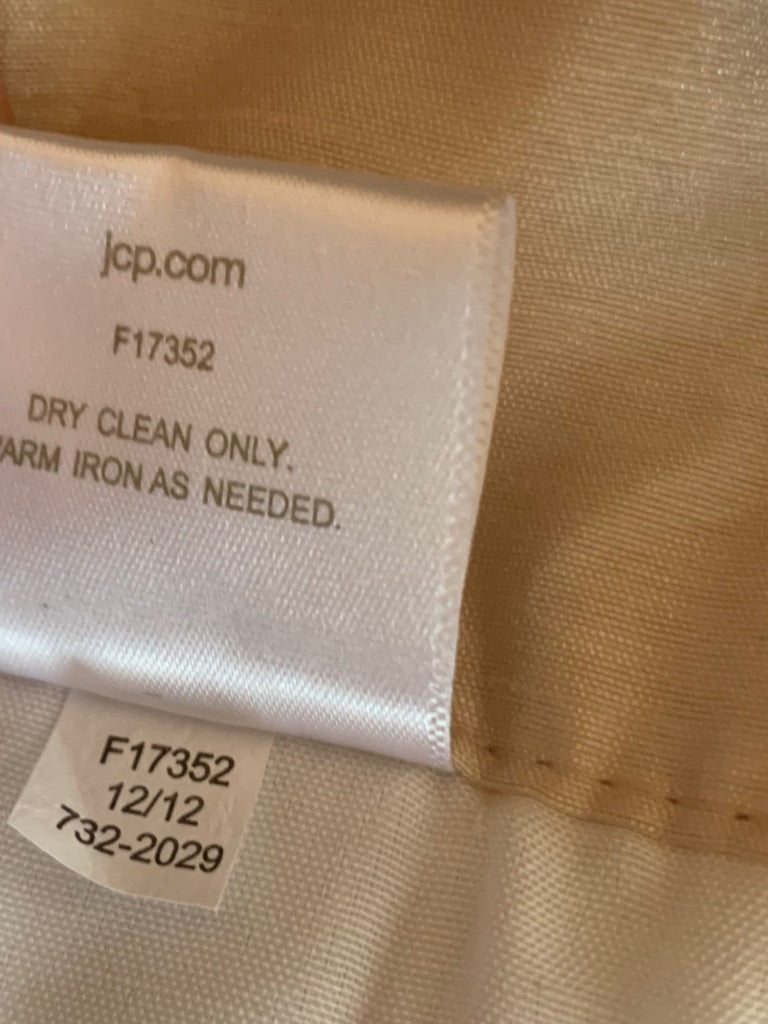 jcp.com
F17352
DRY CLEAN ONLY.
ARM IRON AS NEEDED.
F17352
12/12
732-2029